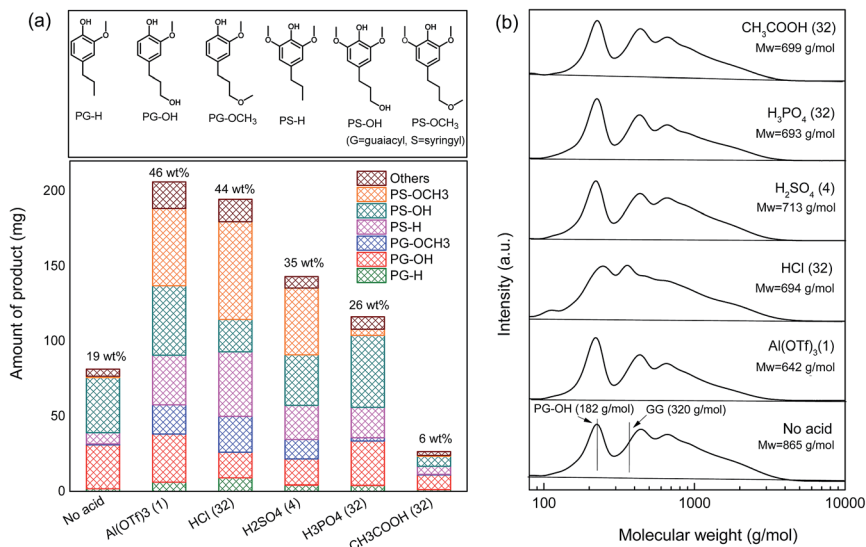 (a)
OH
O
PG-H
OH
O
OH
PG-OH
OH
O
O
PG-OCH₃
OH
O
O
PS-H
OH
O
O
OH
PS-OH
OH
O
O
O
PS-OCH₃
(G=guaiacyl, S=syringyl)
Amount of product (mg)
200
150
100
50
0
19 wt%
46 wt%
44 wt%
35 wt%
26 wt%
6 wt%
Others
PS-OCH3
PS-OH
PS-H
PG-OCH3
PG-OH
PG-H
No acid
Al(OTf)3 (1)
HCl (32)
H2SO4 (4)
H3PO4 (32)
CH3COOH (32)
(b)
Intensity (a.u.)
CH₃COOH (32)
Mw=699 g/mol
H₃PO₄ (32)
Mw=693 g/mol
H₂SO₄ (4)
Mw=713 g/mol
HCl (32)
Mw=694 g/mol
Al(OTf)₃(1)
Mw=642 g/mol
PG-OH (182 g/mol)
GG (320 g/mol)
No acid
Mw=865 g/mol
100
1000
10000
Molecular weight (g/mol)